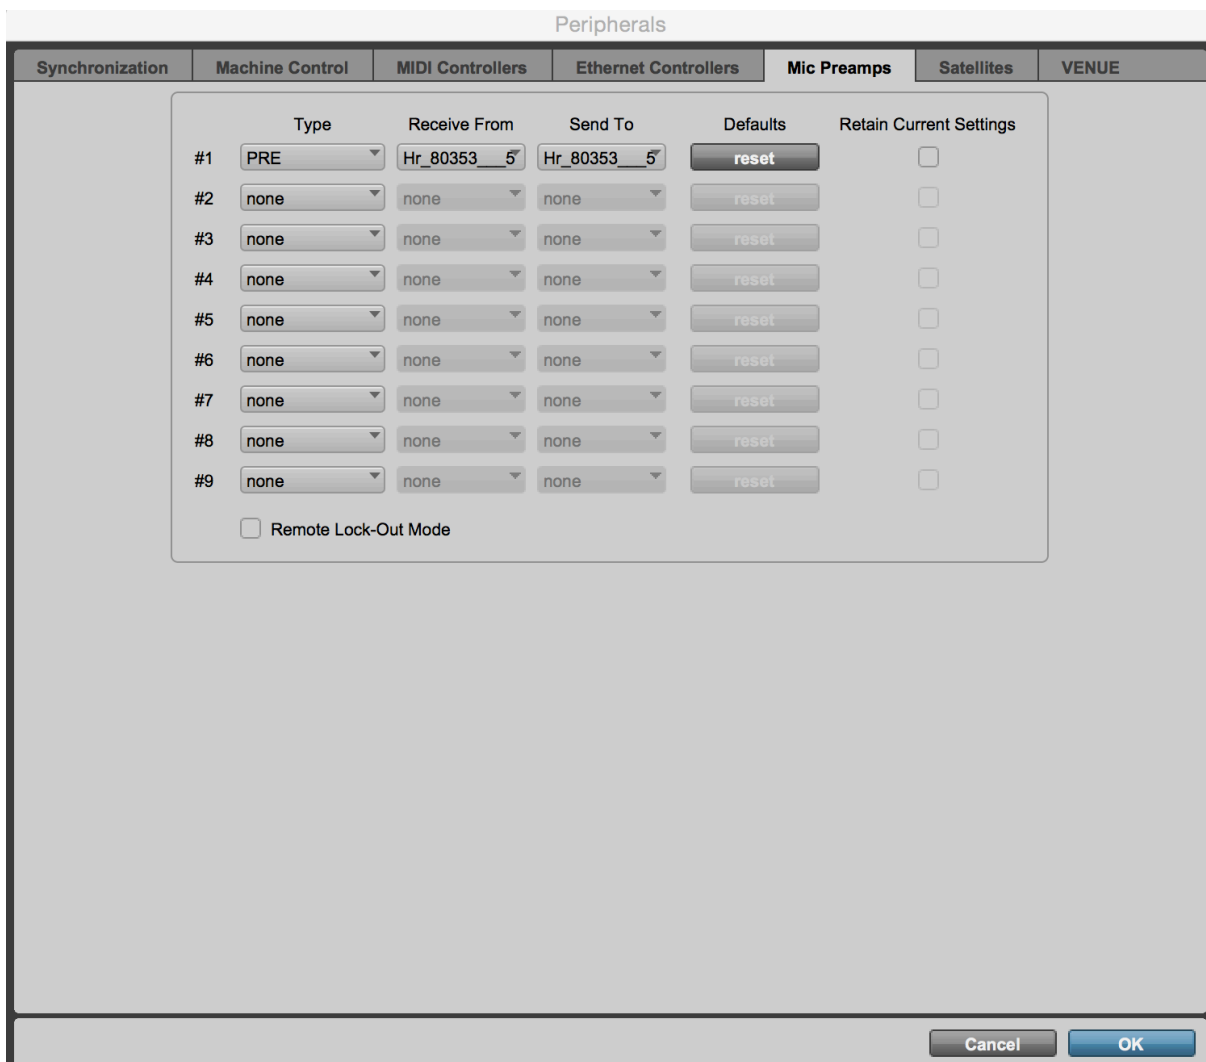 Peripherals
Synchronization Machine Control MIDI Controllers Ethernet Controllers Mic Preamps Satellites VENUE
Type Receive From Send To Defaults Retain Current Settings
#1 PRE Hr_80353___5 Hr_80353___5 reset
#2 none none none reset
#3 none none none reset
#4 none none none reset
#5 none none none reset
#6 none none none reset
#7 none none none reset
#8 none none none reset
#9 none none none reset
Remote Lock-Out Mode
Cancel OK